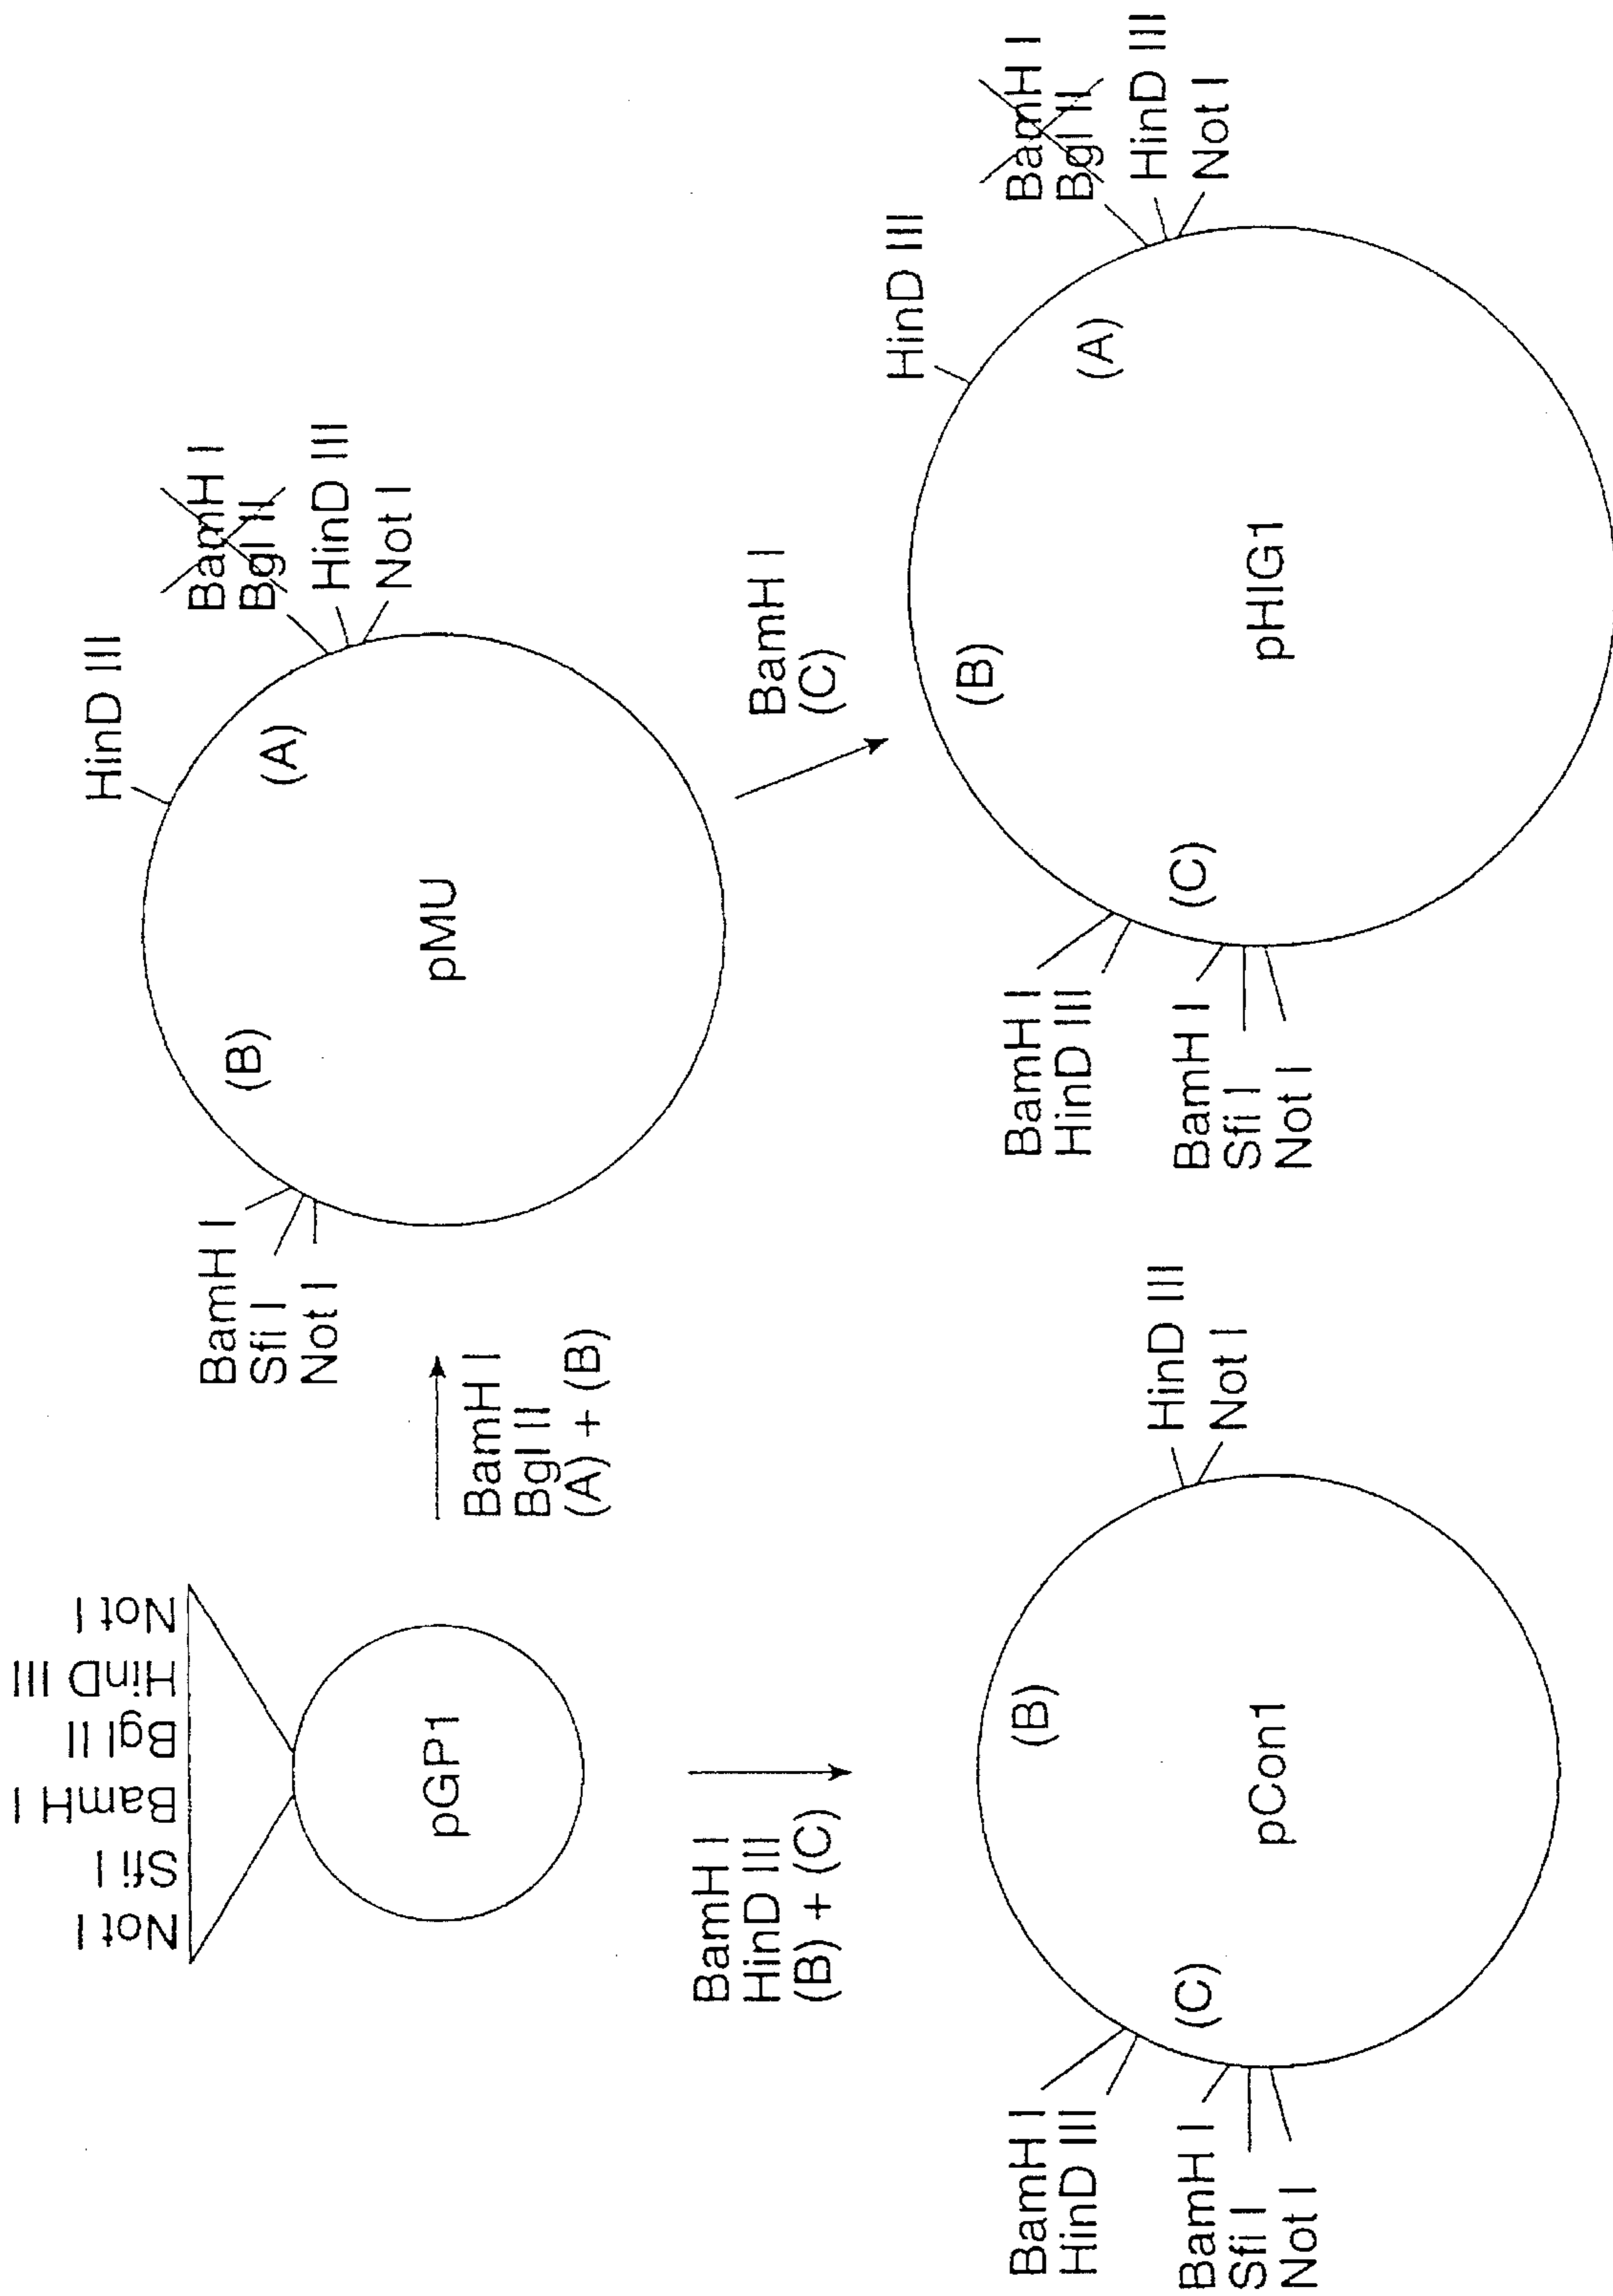 Not I
Sfi I
BamH I
Bgl II
HinD III
Not I
pGP1
BamH I
Bgl II
(A) + (B)
BamH I
Sfi I
Not I
(B)
pMU
(A)
HinD III
BamH I
Bgl II
HinD III
Not I
BamH I
HinD III
(B) + (C)
BamH I
(C)
BamH I
HinD III
BamH I
Sfi I
Not I
(C)
(B)
pCon1
HinD III
Not I
BamH I
HinD III
BamH I
Sfi I
Not I
(C)
(B)
(A)
pHIG1
HinD III
BamH I
Bgl II
HinD III
Not I